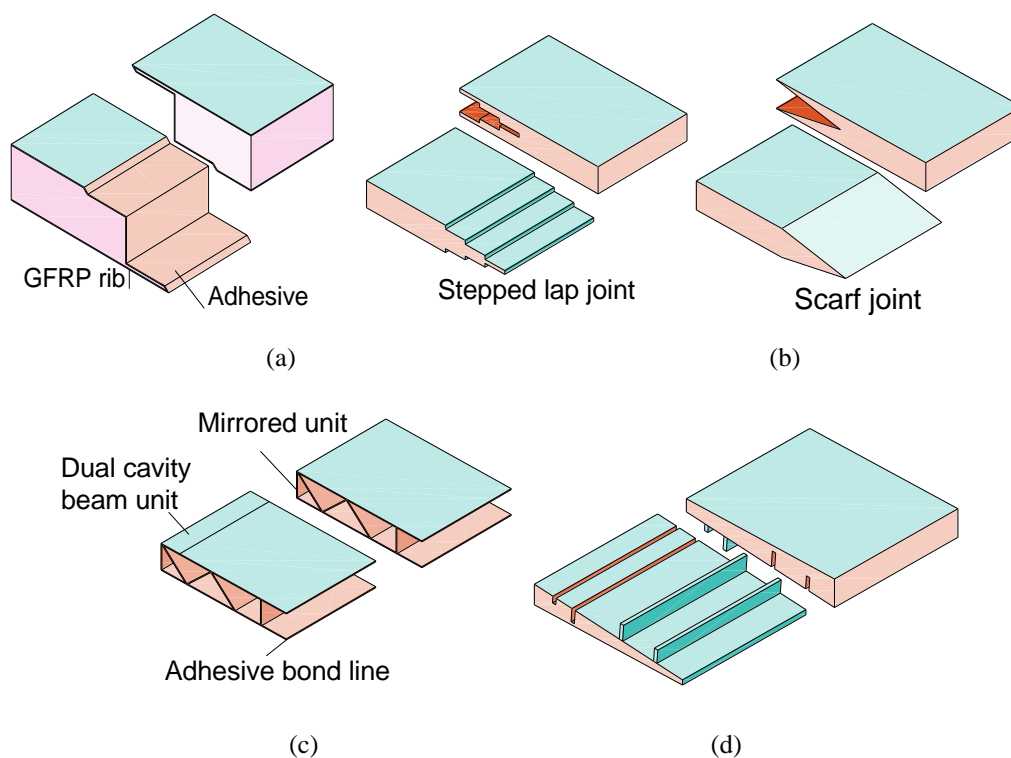 GFRP rib
Adhesive
Stepped lap joint
Scarf joint
(a)
(b)
Mirrored unit
Dual cavity
beam unit
Adhesive bond line
(c)
(d)